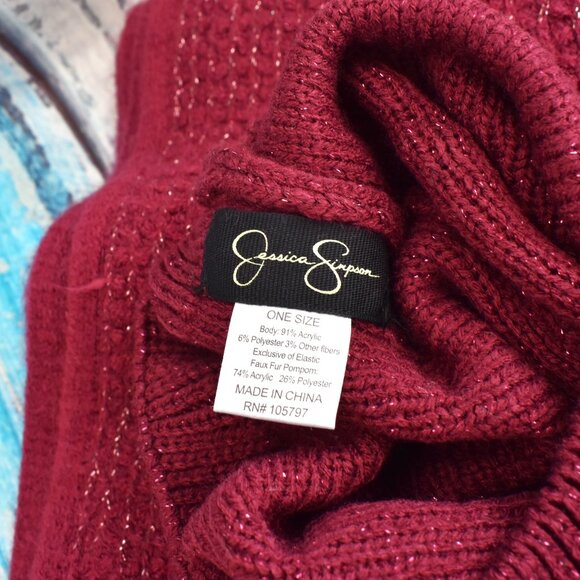 Jessica Simpson
ONE SIZE
Body: 91% Acrylic
6% Polyester 3% Other fibers
Exclusive of Elastic
Faux Fur Pompom:
74% Acrylic 26% Polyester
MADE IN CHINA
RN# 105797